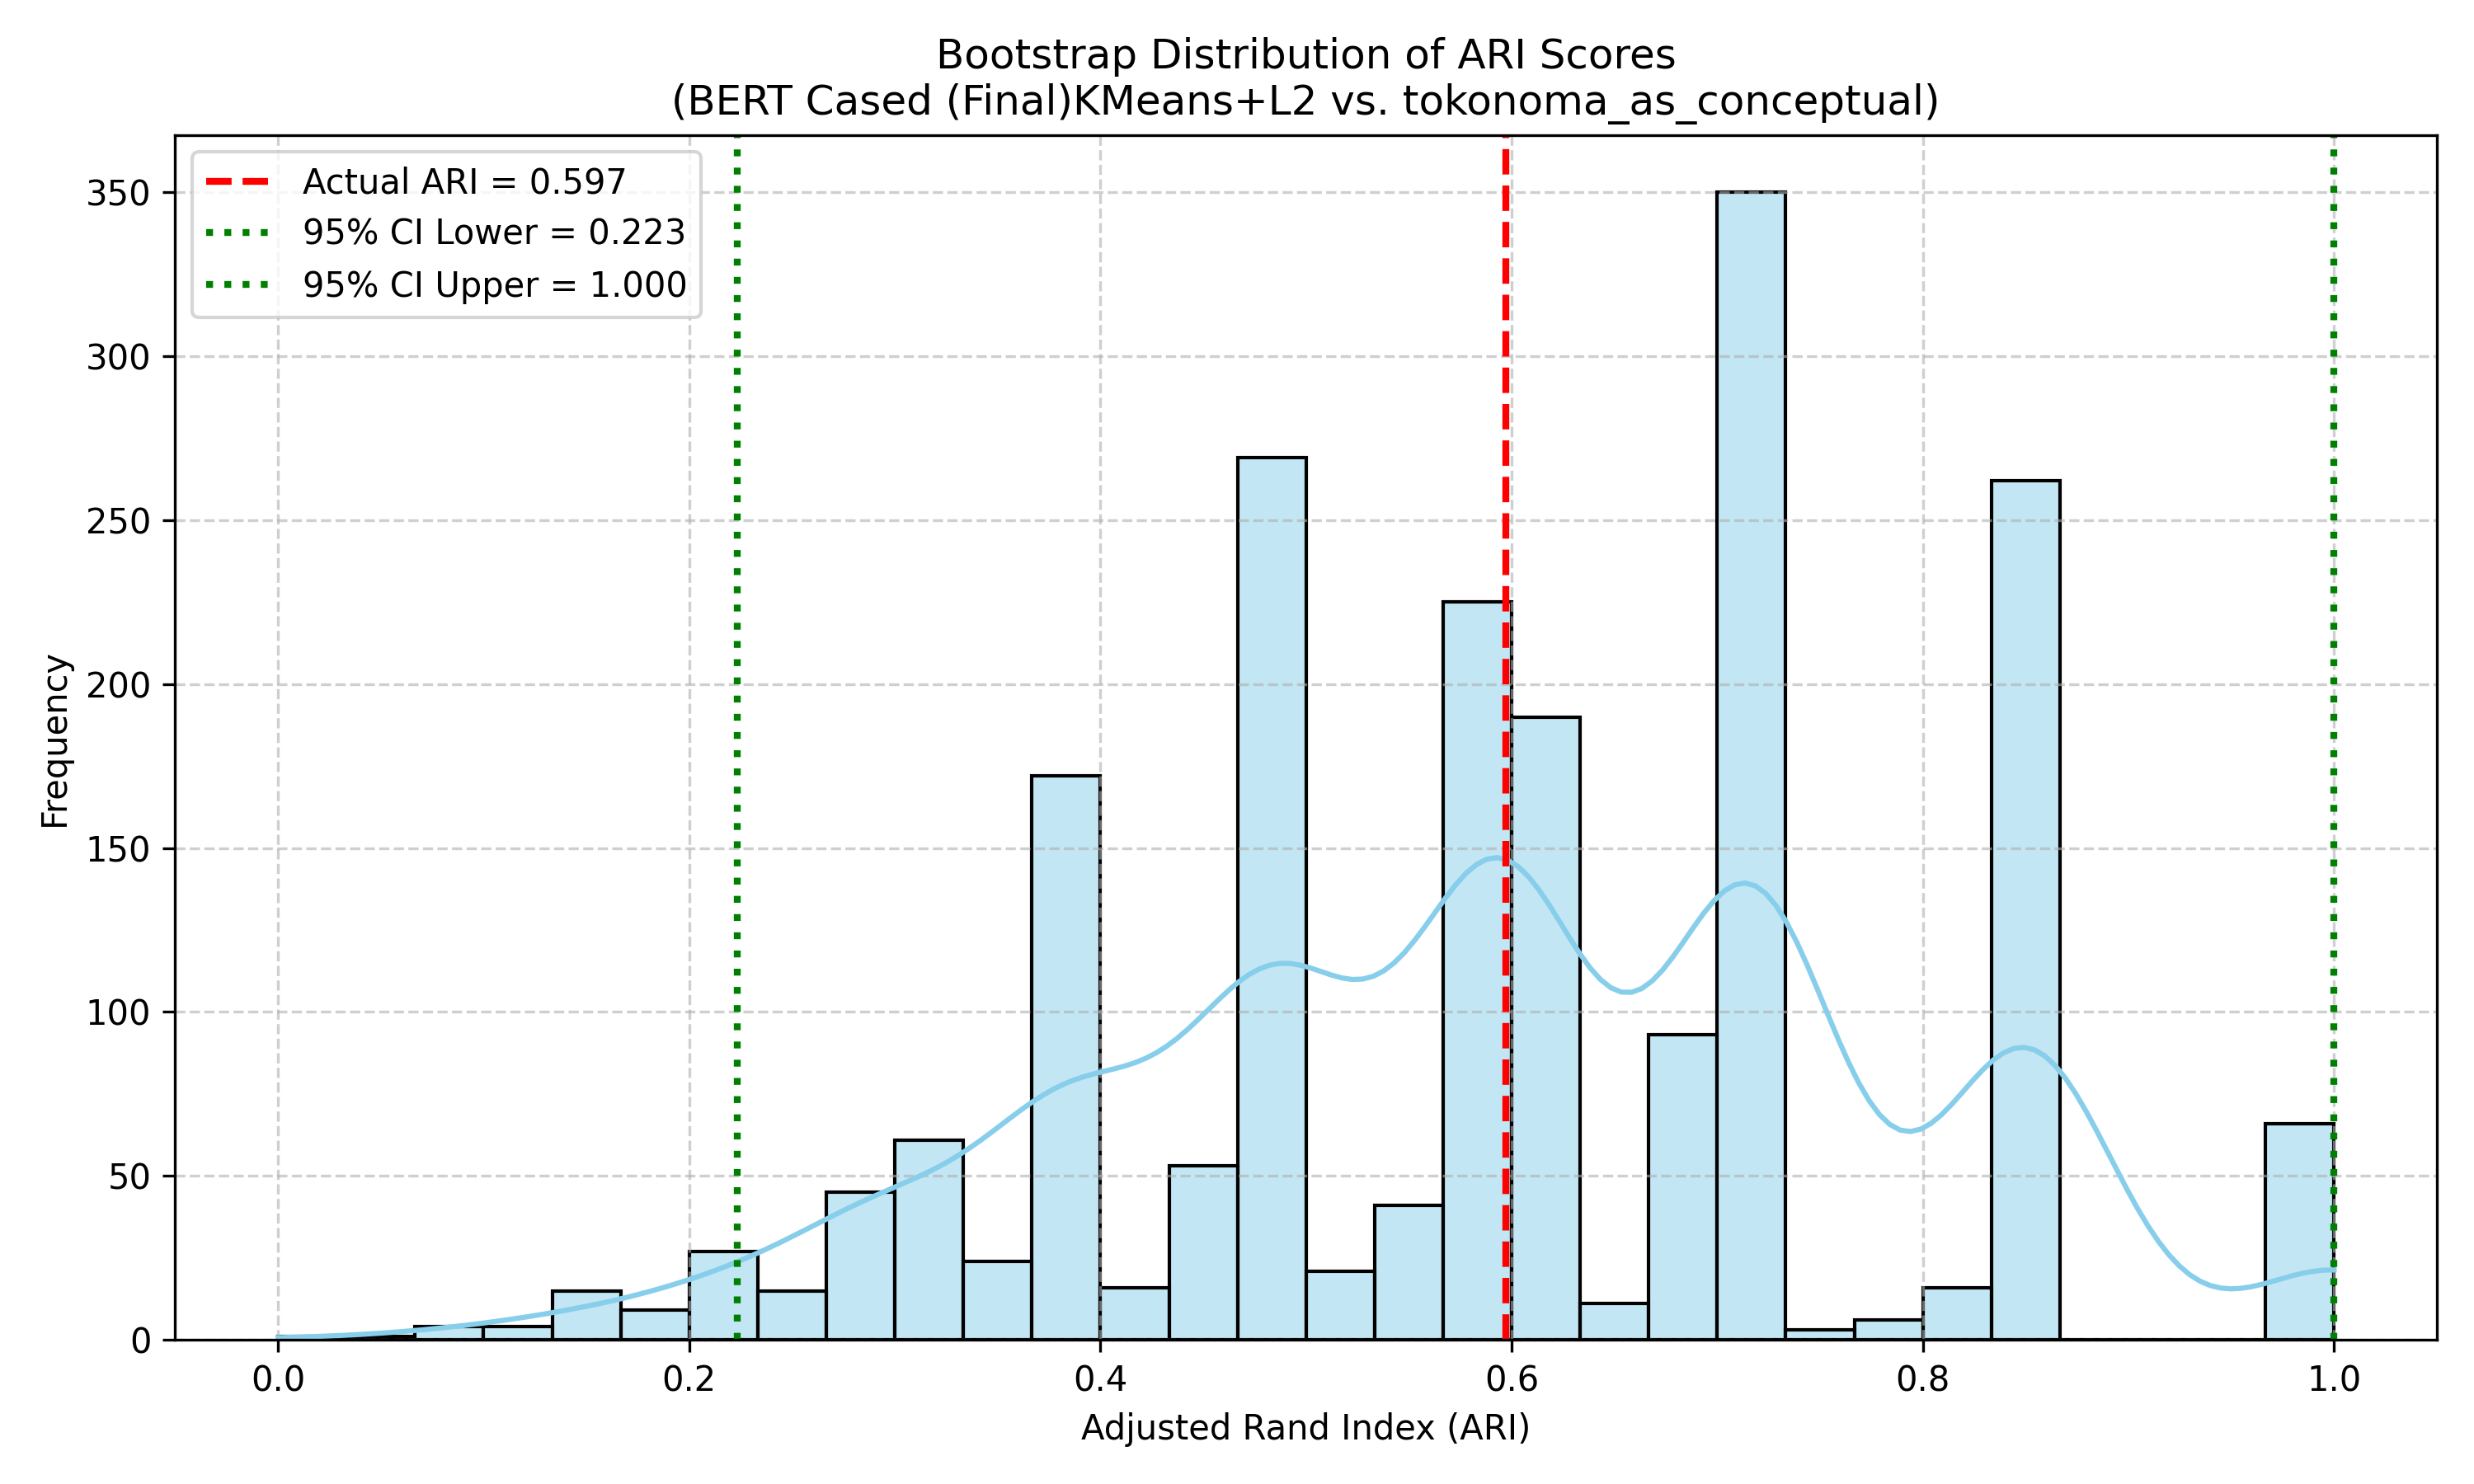 Bootstrap Distribution of ARI Scores
(BERT Cased (Final)KMeans+L2 vs. tokonoma_as_conceptual)
Actual ARI = 0.597
95% CI Lower = 0.223
95% CI Upper = 1.000
Frequency
350
300
250
200
150
100
50
0
0.0 0.2 0.4 0.6 0.8 1.0
Adjusted Rand Index (ARI)